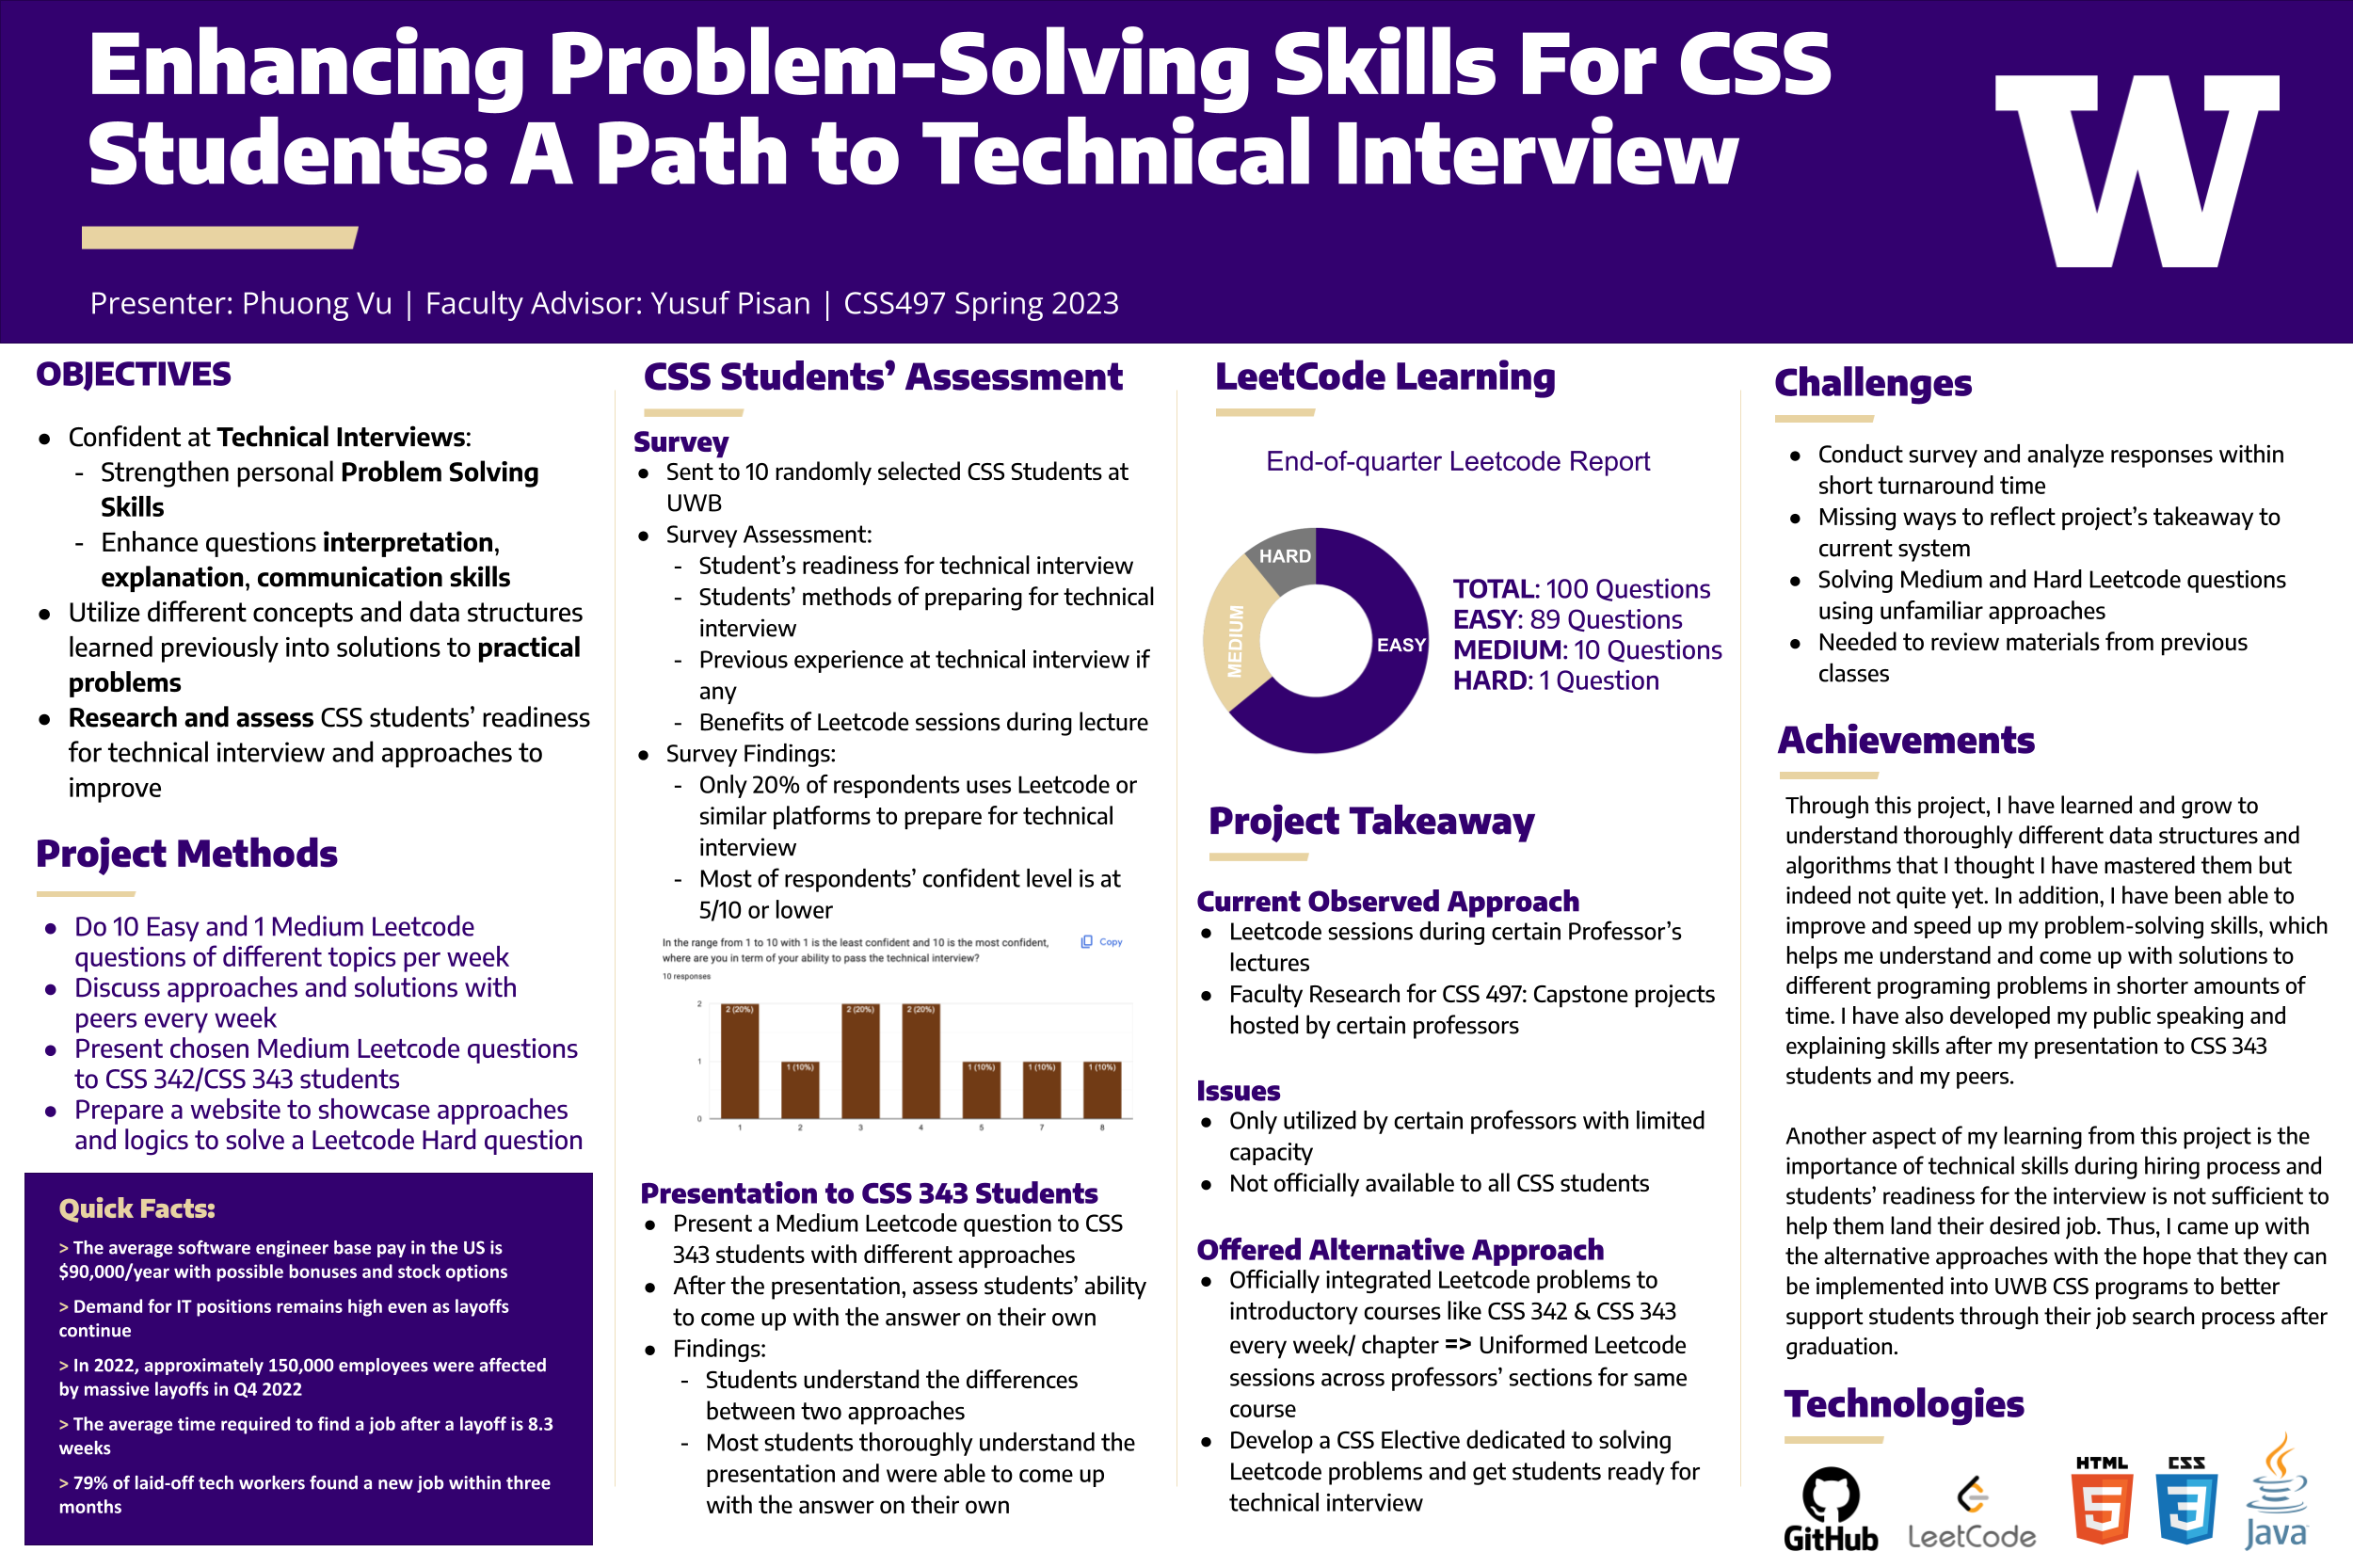 Enhancing Problem-Solving Skills For CSS
Students: A Path to Technical Interview
W
Presenter: Phuong Vu | Faculty Advisor: Yusuf Pisan | CSS497 Spring 2023
OBJECTIVES
● Confident at Technical Interviews:
- Strengthen personal Problem Solving
Skills
- Enhance questions interpretation,
explanation, communication skills
● Utilize different concepts and data structures
learned previously into solutions to practical
problems
● Research and assess CSS students’ readiness
for technical interview and approaches to
improve
Project Methods
● Do 10 Easy and 1 Medium Leetcode
questions of different topics per week
● Discuss approaches and solutions with
peers every week
● Present chosen Medium Leetcode questions
to CSS 342/CSS 343 students
● Prepare a website to showcase approaches
and logics to solve a Leetcode Hard question
Quick Facts:
> The average software engineer base pay in the US is
$90,000/year with possible bonuses and stock options
> Demand for IT positions remains high even as layoffs
continue
> In 2022, approximately 150,000 employees were affected
by massive layoffs in Q4 2022
> The average time required to find a job after a layoff is 8.3
weeks
> 79% of laid-off tech workers found a new job within three
months
CSS Students’ Assessment
Survey
● Sent to 10 randomly selected CSS Students at
UWB
● Survey Assessment:
- Student’s readiness for technical interview
- Students’ methods of preparing for technical
interview
- Previous experience at technical interview if
any
- Benefits of Leetcode sessions during lecture
● Survey Findings:
- Only 20% of respondents uses Leetcode or
similar platforms to prepare for technical
interview
- Most of respondents’ confident level is at
5/10 or lower
In the range from 1 to 10 with 1 is the least confident and 10 is the most confident,
where are you in term of your ability to pass the technical interview?
Copy
10 responses
2
1
0
2 (20%)
1 (10%)
2 (20%)
2 (20%)
1 (10%)
1 (10%)
1 (10%)
1 2 3 4 5 7 8
Presentation to CSS 343 Students
● Present a Medium Leetcode question to CSS
343 students with different approaches
● After the presentation, assess students’ ability
to come up with the answer on their own
● Findings:
- Students understand the differences
between two approaches
- Most students thoroughly understand the
presentation and were able to come up
with the answer on their own
LeetCode Learning
End-of-quarter Leetcode Report
HARD
MEDIUM
EASY
TOTAL: 100 Questions
EASY: 89 Questions
MEDIUM: 10 Questions
HARD: 1 Question
Project Takeaway
Current Observed Approach
● Leetcode sessions during certain Professor’s
lectures
● Faculty Research for CSS 497: Capstone projects
hosted by certain professors
Issues
● Only utilized by certain professors with limited
capacity
● Not officially available to all CSS students
Offered Alternative Approach
● Officially integrated Leetcode problems to
introductory courses like CSS 342 & CSS 343
every week/ chapter => Uniformed Leetcode
sessions across professors’ sections for same
course
● Develop a CSS Elective dedicated to solving
Leetcode problems and get students ready for
technical interview
Challenges
● Conduct survey and analyze responses within
short turnaround time
● Missing ways to reflect project’s takeaway to
current system
● Solving Medium and Hard Leetcode questions
using unfamiliar approaches
● Needed to review materials from previous
classes
Achievements
Through this project, I have learned and grow to
understand thoroughly different data structures and
algorithms that I thought I have mastered them but
indeed not quite yet. In addition, I have been able to
improve and speed up my problem-solving skills, which
helps me understand and come up with solutions to
different programing problems in shorter amounts of
time. I have also developed my public speaking and
explaining skills after my presentation to CSS 343
students and my peers.
Another aspect of my learning from this project is the
importance of technical skills during hiring process and
students’ readiness for the interview is not sufficient to
help them land their desired job. Thus, I came up with
the alternative approaches with the hope that they can
be implemented into UWB CSS programs to better
support students through their job search process after
graduation.
Technologies
GitHub
LeetCode
HTML
5
CSS
3
Java